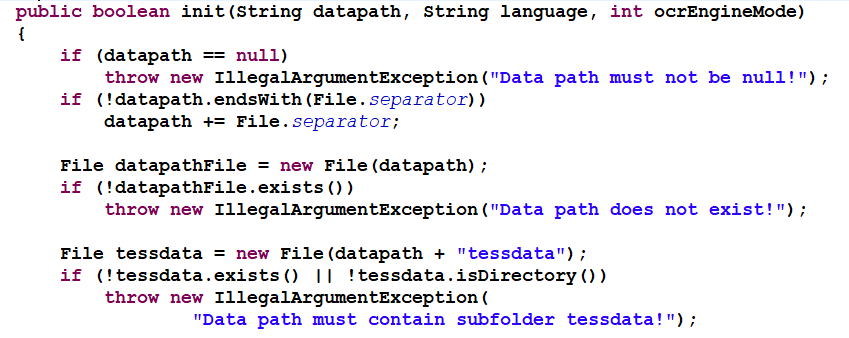 public boolean init(String datapath, String language, int ocrEngineMode)
{
    if (datapath == null)
        throw new IllegalArgumentException("Data path must not be null!");
    if (!datapath.endsWith(File.separator))
        datapath += File.separator;

    File datapathFile = new File(datapath);
    if (!datapathFile.exists())
        throw new IllegalArgumentException("Data path does not exist!");

    File tessdata = new File(datapath + "tessdata");
    if (!tessdata.exists() || !tessdata.isDirectory())
        throw new IllegalArgumentException(
                "Data path must contain subfolder tessdata!");